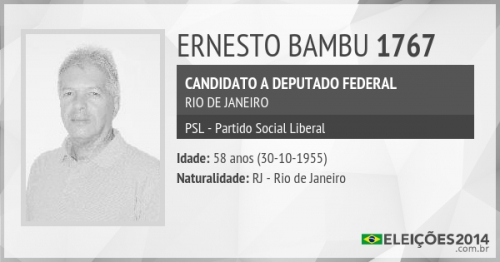 ERNESTO BAMBU 1767
CANDIDATO A DEPUTADO FEDERAL
RIO DE JANEIRO
PSL - Partido Social Liberal
Idade: 58 anos (30-10-1955)
Naturalidade: RJ - Rio de Janeiro
ELEIÇÕES2014
.com.br